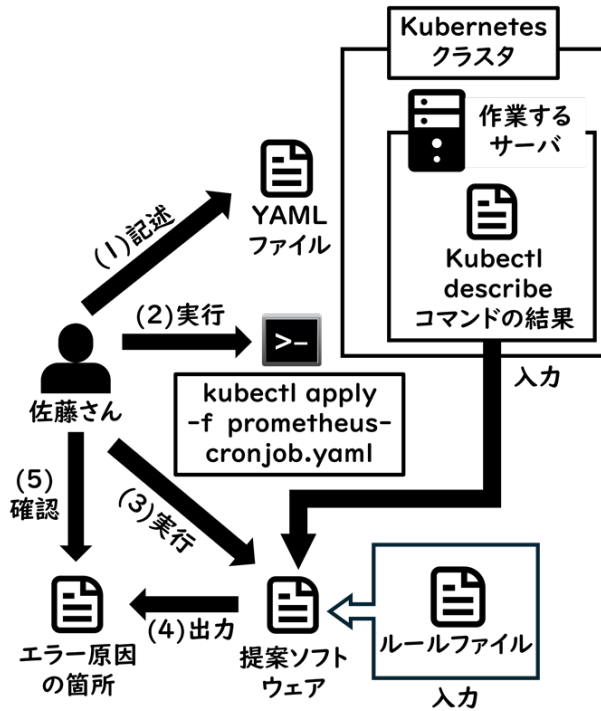 Kubernetes
クラスタ
作業する
サーバ
YAML
ファイル
Kubectl
describe
コマンドの結果
(1)記述
(2)実行
>-
入力
佐藤さん
kubectl apply
-f prometheus-
cronjob.yaml
(5)
確認
(3)実行
(4)出力
エラー原因
の箇所
提案ソフト
ウェア
ルールファイル
入力